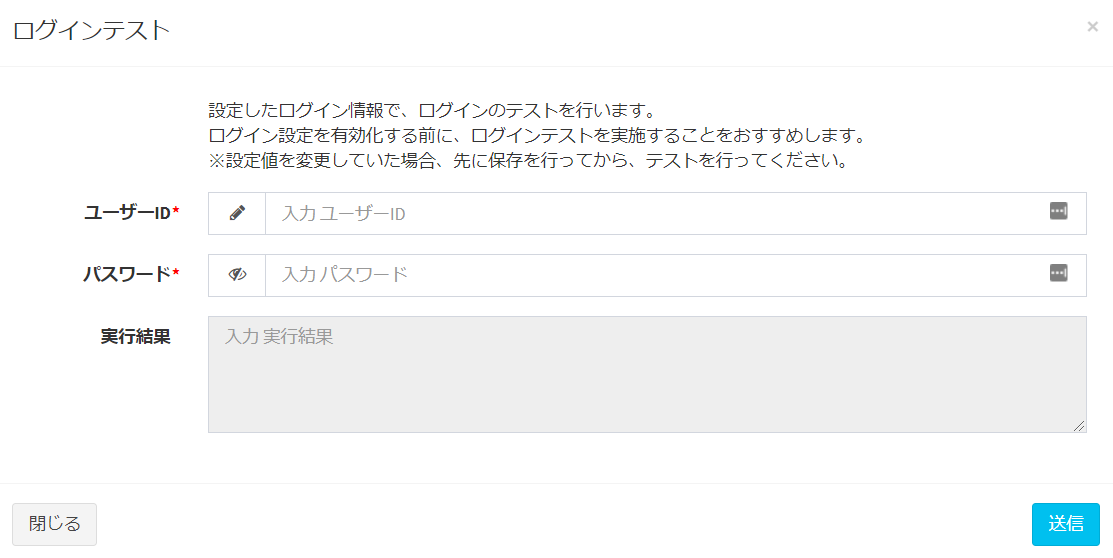 ログインテスト
×
設定したログイン情報で、ログインのテストを行います。
ログイン設定を有効化する前に、ログインテストを実施することをおすすめします。
※設定値を変更していた場合、先に保存を行ってから、テストを行ってください。
ユーザーID*
入力 ユーザーID
パスワード*
入力 パスワード
実行結果
入力 実行結果
閉じる
送信